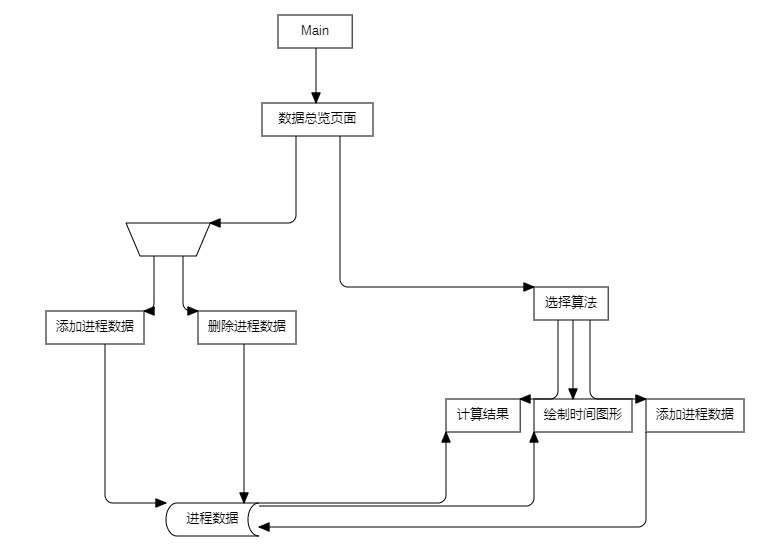 Main
数据总览页面
选择算法
添加进程数据
删除进程数据
计算结果
绘制时间图形
添加进程数据
进程数据